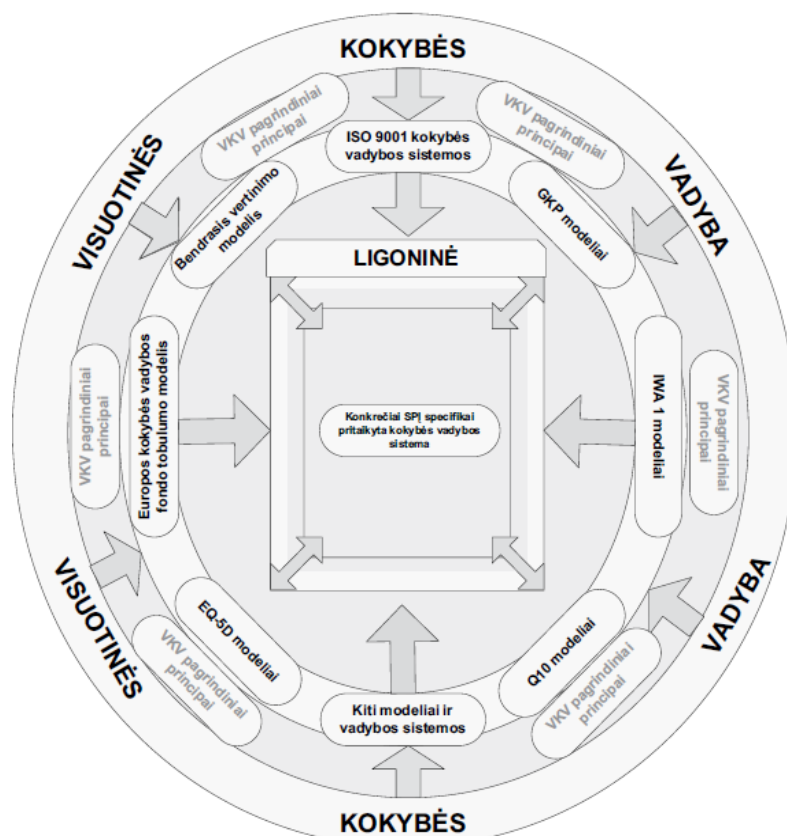 KOKYBĖS
VKV pagrindiniai
principai
VKV pagrindiniai
principai
ISO 9001 kokybės
vadybos sistemos
VISUOTINĖS
VADYBA
Bendrasis vertinimo
modelis
GKP modeliai
LIGONINĖ
VKV pagrindiniai
principai
Europos kokybės vadybos
fondo tobulumo modelis
Konkrečiai SPĮ specifikai
pritaikyta kokybės vadybos
sistema
IWA 1 modeliai
VKV pagrindiniai
principai
VISUOTINĖS
VADYBA
EQ-5D modeliai
VKV pagrindiniai
principai
Kiti modeliai ir
vadybos sistemos
Q10 modeliai
VKV pagrindiniai
principai
KOKYBĖS